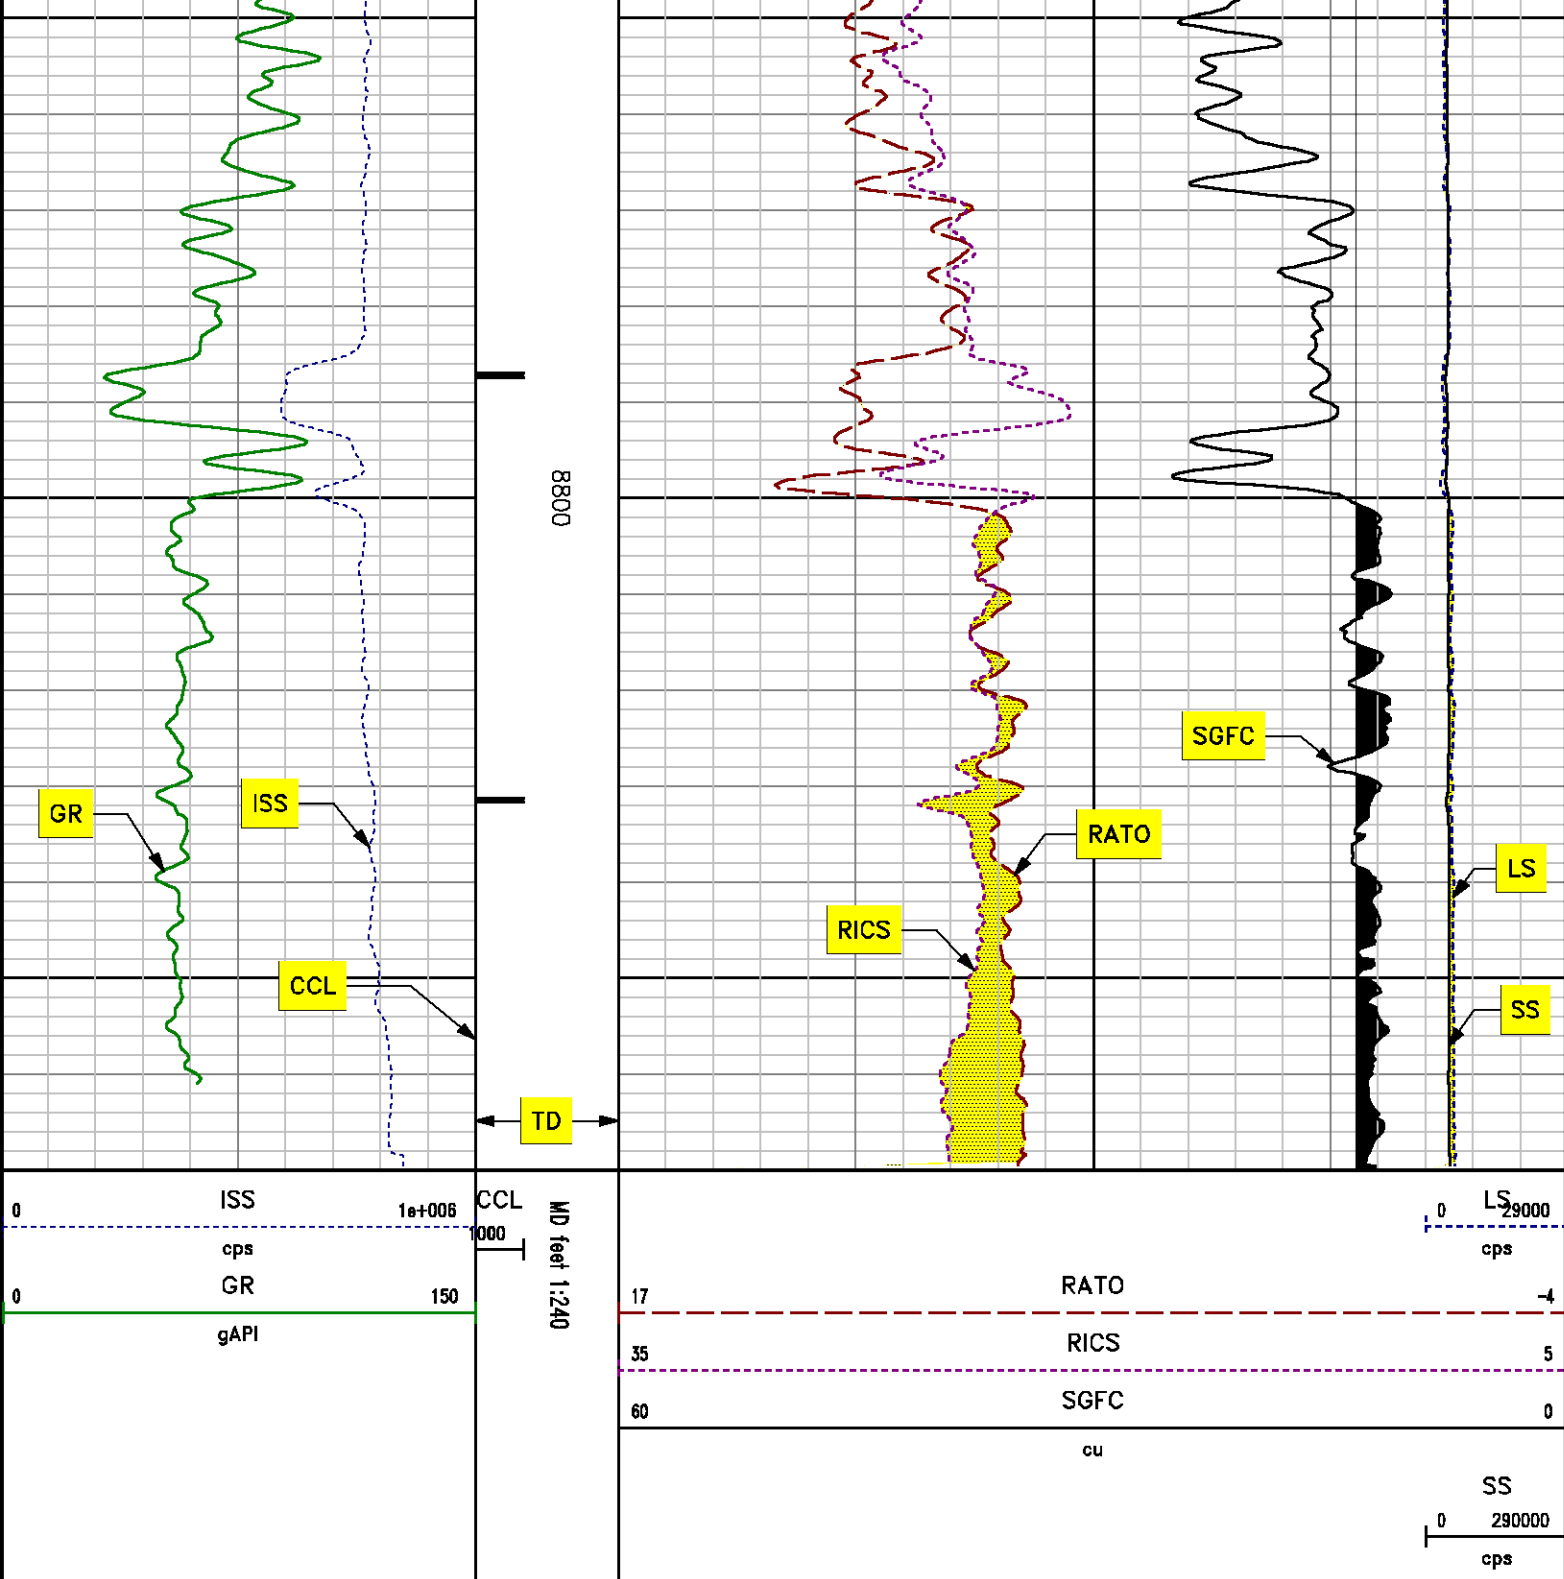 8800
SGFC
GR
ISS
RATO
LS
RICS
CCL
SS
TD
ISS
0 1e+006
cps
CCL
1000
MD feet 1:240
LS
0 29000
cps
GR
0 150
gAPI
RATO
17 -4
RICS
35 5
SGFC
60 0
cu
SS
0 290000
cps